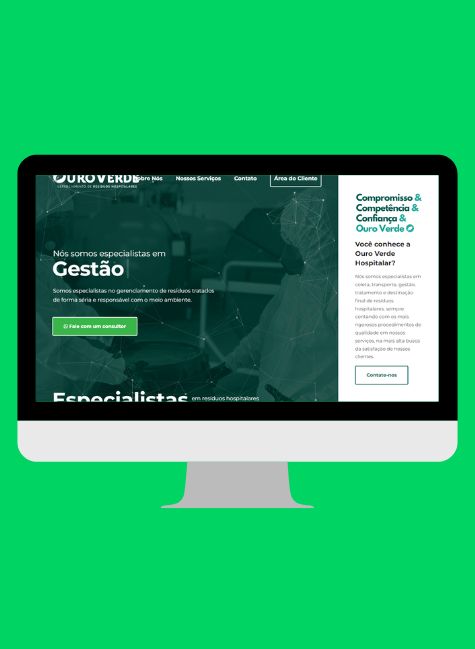 OUROVERDE
GERENCIAMENTO DE RESÍDUOS HOSPITALARES
Sobre Nós
Nossos Serviços
Contato
Área do Cliente
Nós somos especialistas em
Gestão
Somos especialistas no gerenciamento de resíduos tratados
de forma séria e responsável com o meio ambiente.
Fale com um consultor
Especialistas em resíduos hospitalares
Compromisso &
Competência &
Confiança &
Ouro Verde
Você conhece a
Ouro Verde
Hospitalar?
Nós somos especialistas em
coleta, transporte, gestão,
tratamento e destinação
final de resíduos
hospitalares, sempre
contando com os mais
rigorosos procedimentos de
qualidade em nossos
serviços, na mais alta busca
da satisfação de nossos
clientes.
Contate-nos